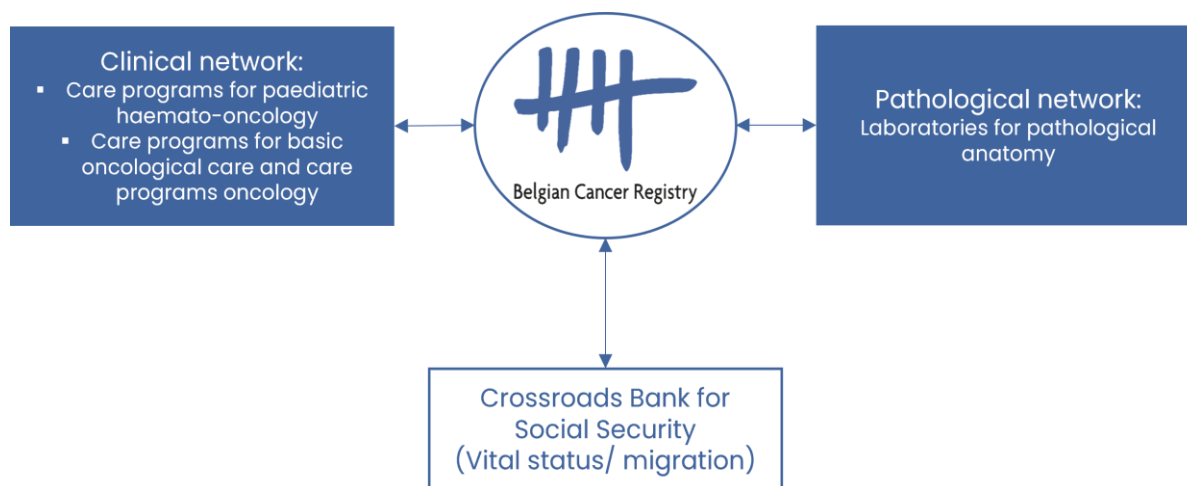 Clinical network:
▪ Care programs for paediatric
haemato-oncology
▪ Care programs for basic
oncological care and care
programs oncology
Belgian Cancer Registry
Pathological network:
Laboratories for pathological
anatomy
Crossroads Bank for
Social Security
(Vital status/ migration)